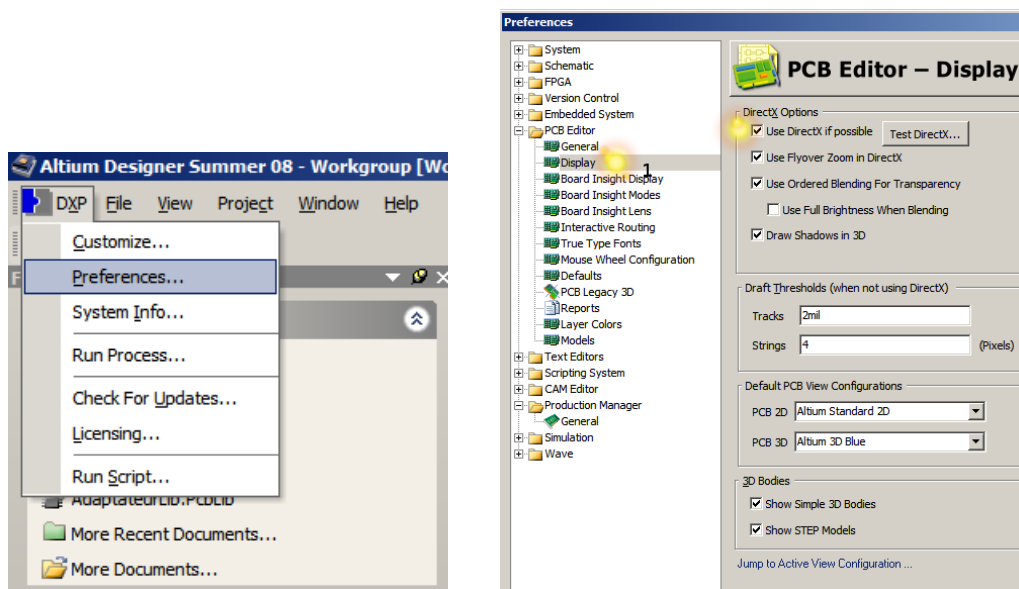 Altium Designer Summer 08 - Workgroup [Wo
DXP File View Project Window Help
Customize...
Preferences...
System Info...
Run Process...
Check For Updates...
Licensing...
Run Script...
AdaptateurLib.PcbLib
More Recent Documents...
More Documents...
Preferences
System
Schematic
FPGA
Version Control
Embedded System
PCB Editor
General
Display
1
Board Insight Display
Board Insight Modes
Board Insight Lens
Interactive Routing
True Type Fonts
Mouse Wheel Configuration
Defaults
PCB Legacy 3D
Reports
Layer Colors
Models
Text Editors
Scripting System
CAM Editor
Production Manager
General
Simulation
Wave
PCB Editor – Display
DirectX Options
Use DirectX if possible Test DirectX...
Use Flyover Zoom in DirectX
Use Ordered Blending For Transparency
Use Full Brightness When Blending
Draw Shadows in 3D
Draft Thresholds (when not using DirectX)
Tracks 2mil
Strings 4 (Pixels)
Default PCB View Configurations
PCB 2D Altium Standard 2D
PCB 3D Altium 3D Blue
3D Bodies
Show Simple 3D Bodies
Show STEP Models
Jump to Active View Configuration ...